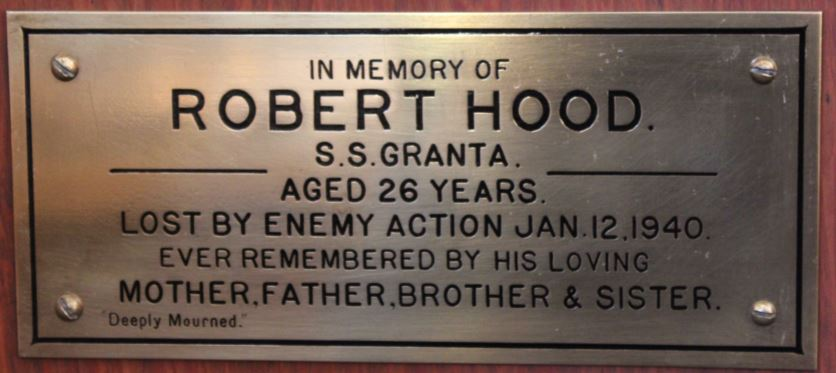 IN MEMORY OF
ROBERT HOOD.
S.S.GRANTA.
AGED 26 YEARS.
LOST BY ENEMY ACTION JAN.12,1940.
EVER REMEMBERED BY HIS LOVING
MOTHER,FATHER,BROTHER & SISTER.
"Deeply Mourned."